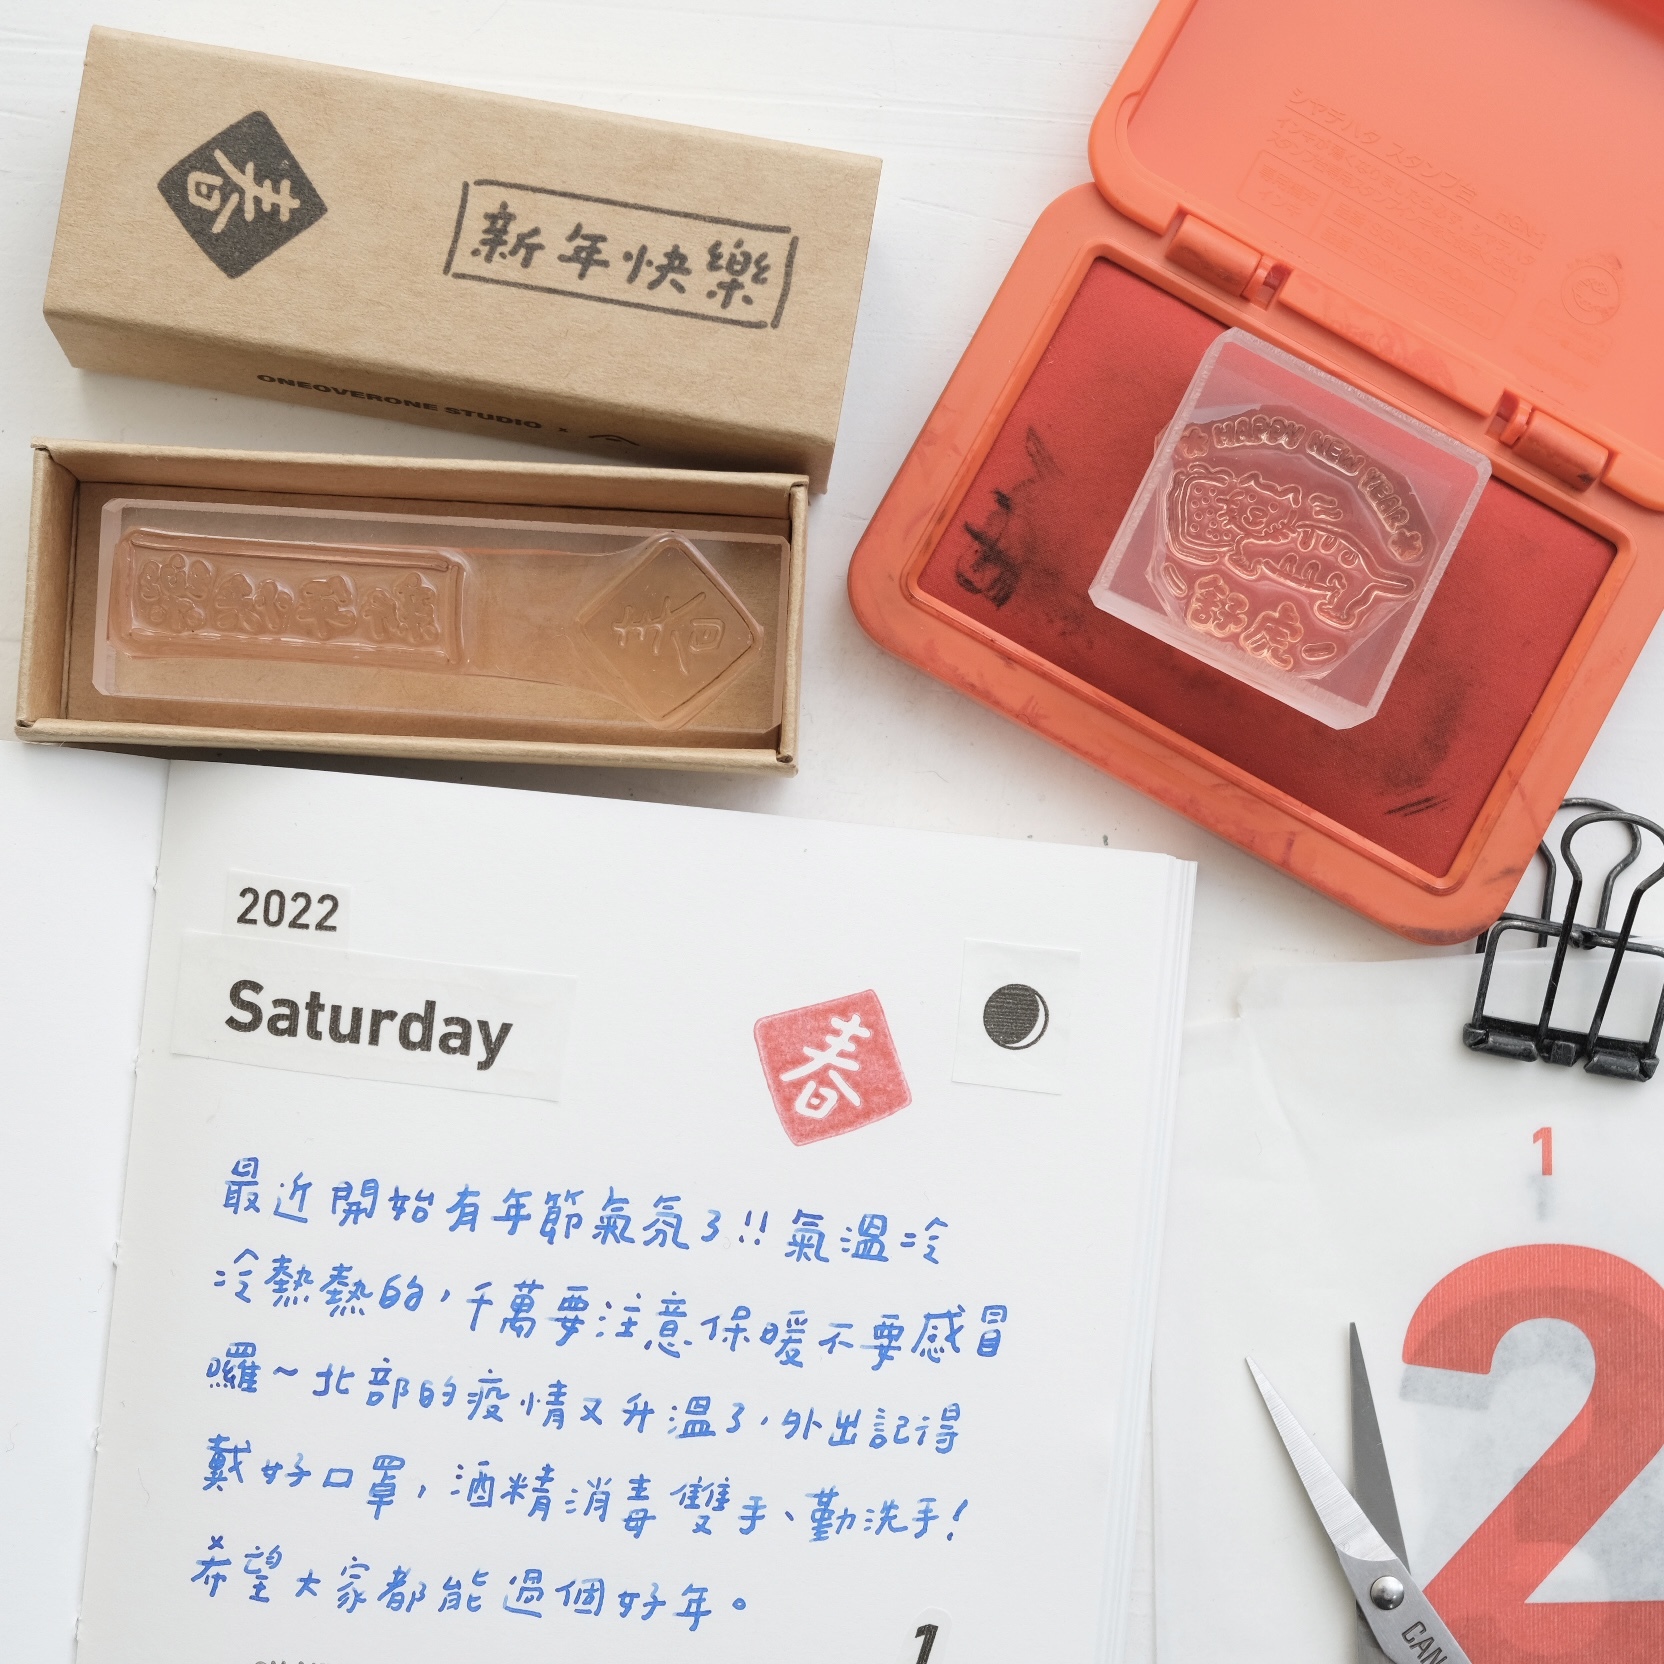 春
新年快樂
ONEOVERONE STUDIO x
HAPPY NEW YEAR
舒虎
春
2022
Saturday
春
最近開始有年節氣氛了!! 氣溫冷
冷熱熱的,千萬要注意保暖不要感冒
囉~北部的疫情又升溫了,外出記得
戴好口罩,酒精消毒雙手、勤洗手!
希望大家都能過個好年。
1
1
2
CAN